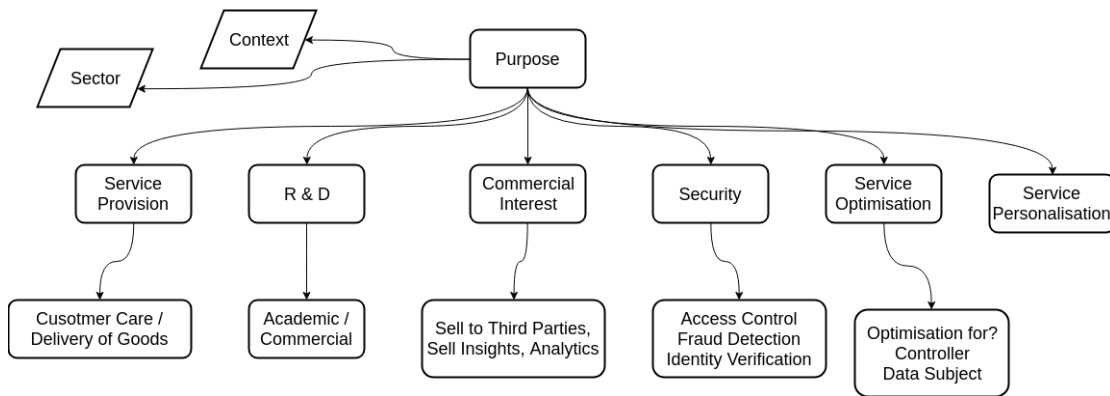 Context
Purpose
Sector
Service
Provision
R & D
Commercial
Interest
Security
Service
Optimisation
Service
Personalisation
Cusotmer Care /
Delivery of Goods
Academic /
Commercial
Sell to Third Parties,
Sell Insights, Analytics
Access Control
Fraud Detection
Identity Verification
Optimisation for?
Controller
Data Subject